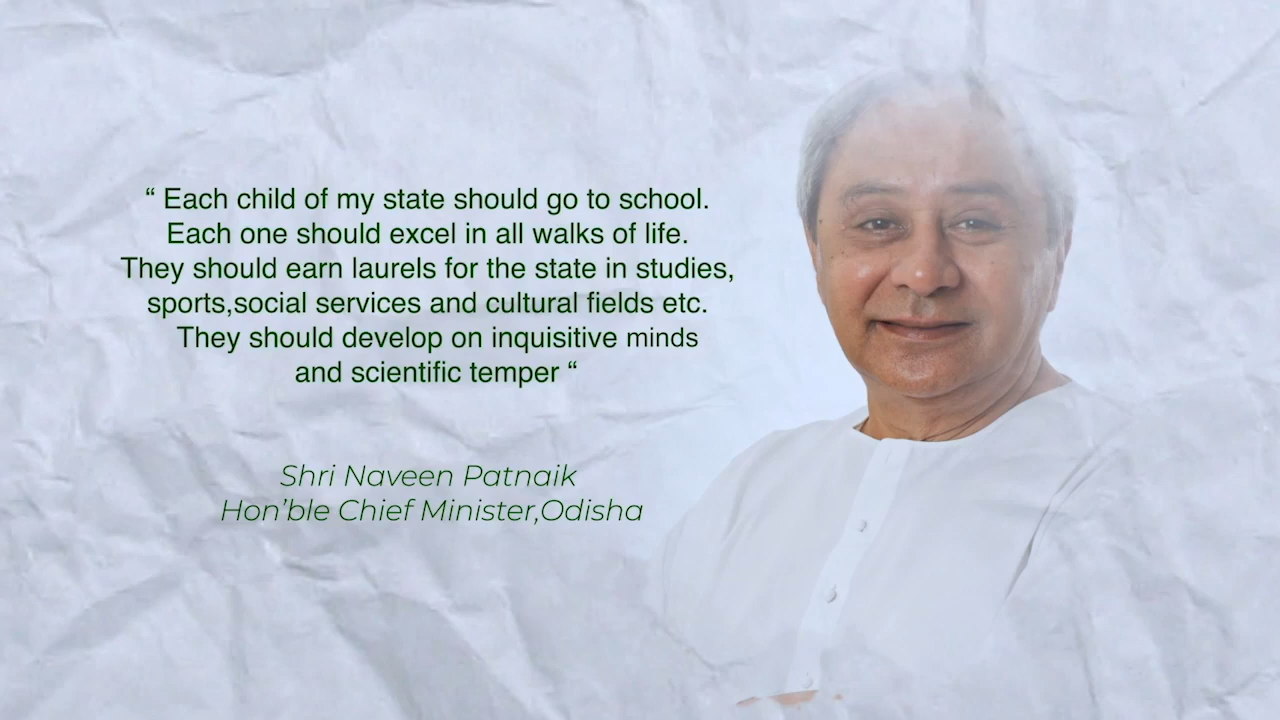 “ Each child of my state should go to school.
Each one should excel in all walks of life.
They should earn laurels for the state in studies,
sports,social services and cultural fields etc.
They should develop on inquisitive minds
and scientific temper “
Shri Naveen Patnaik
Hon’ble Chief Minister,Odisha